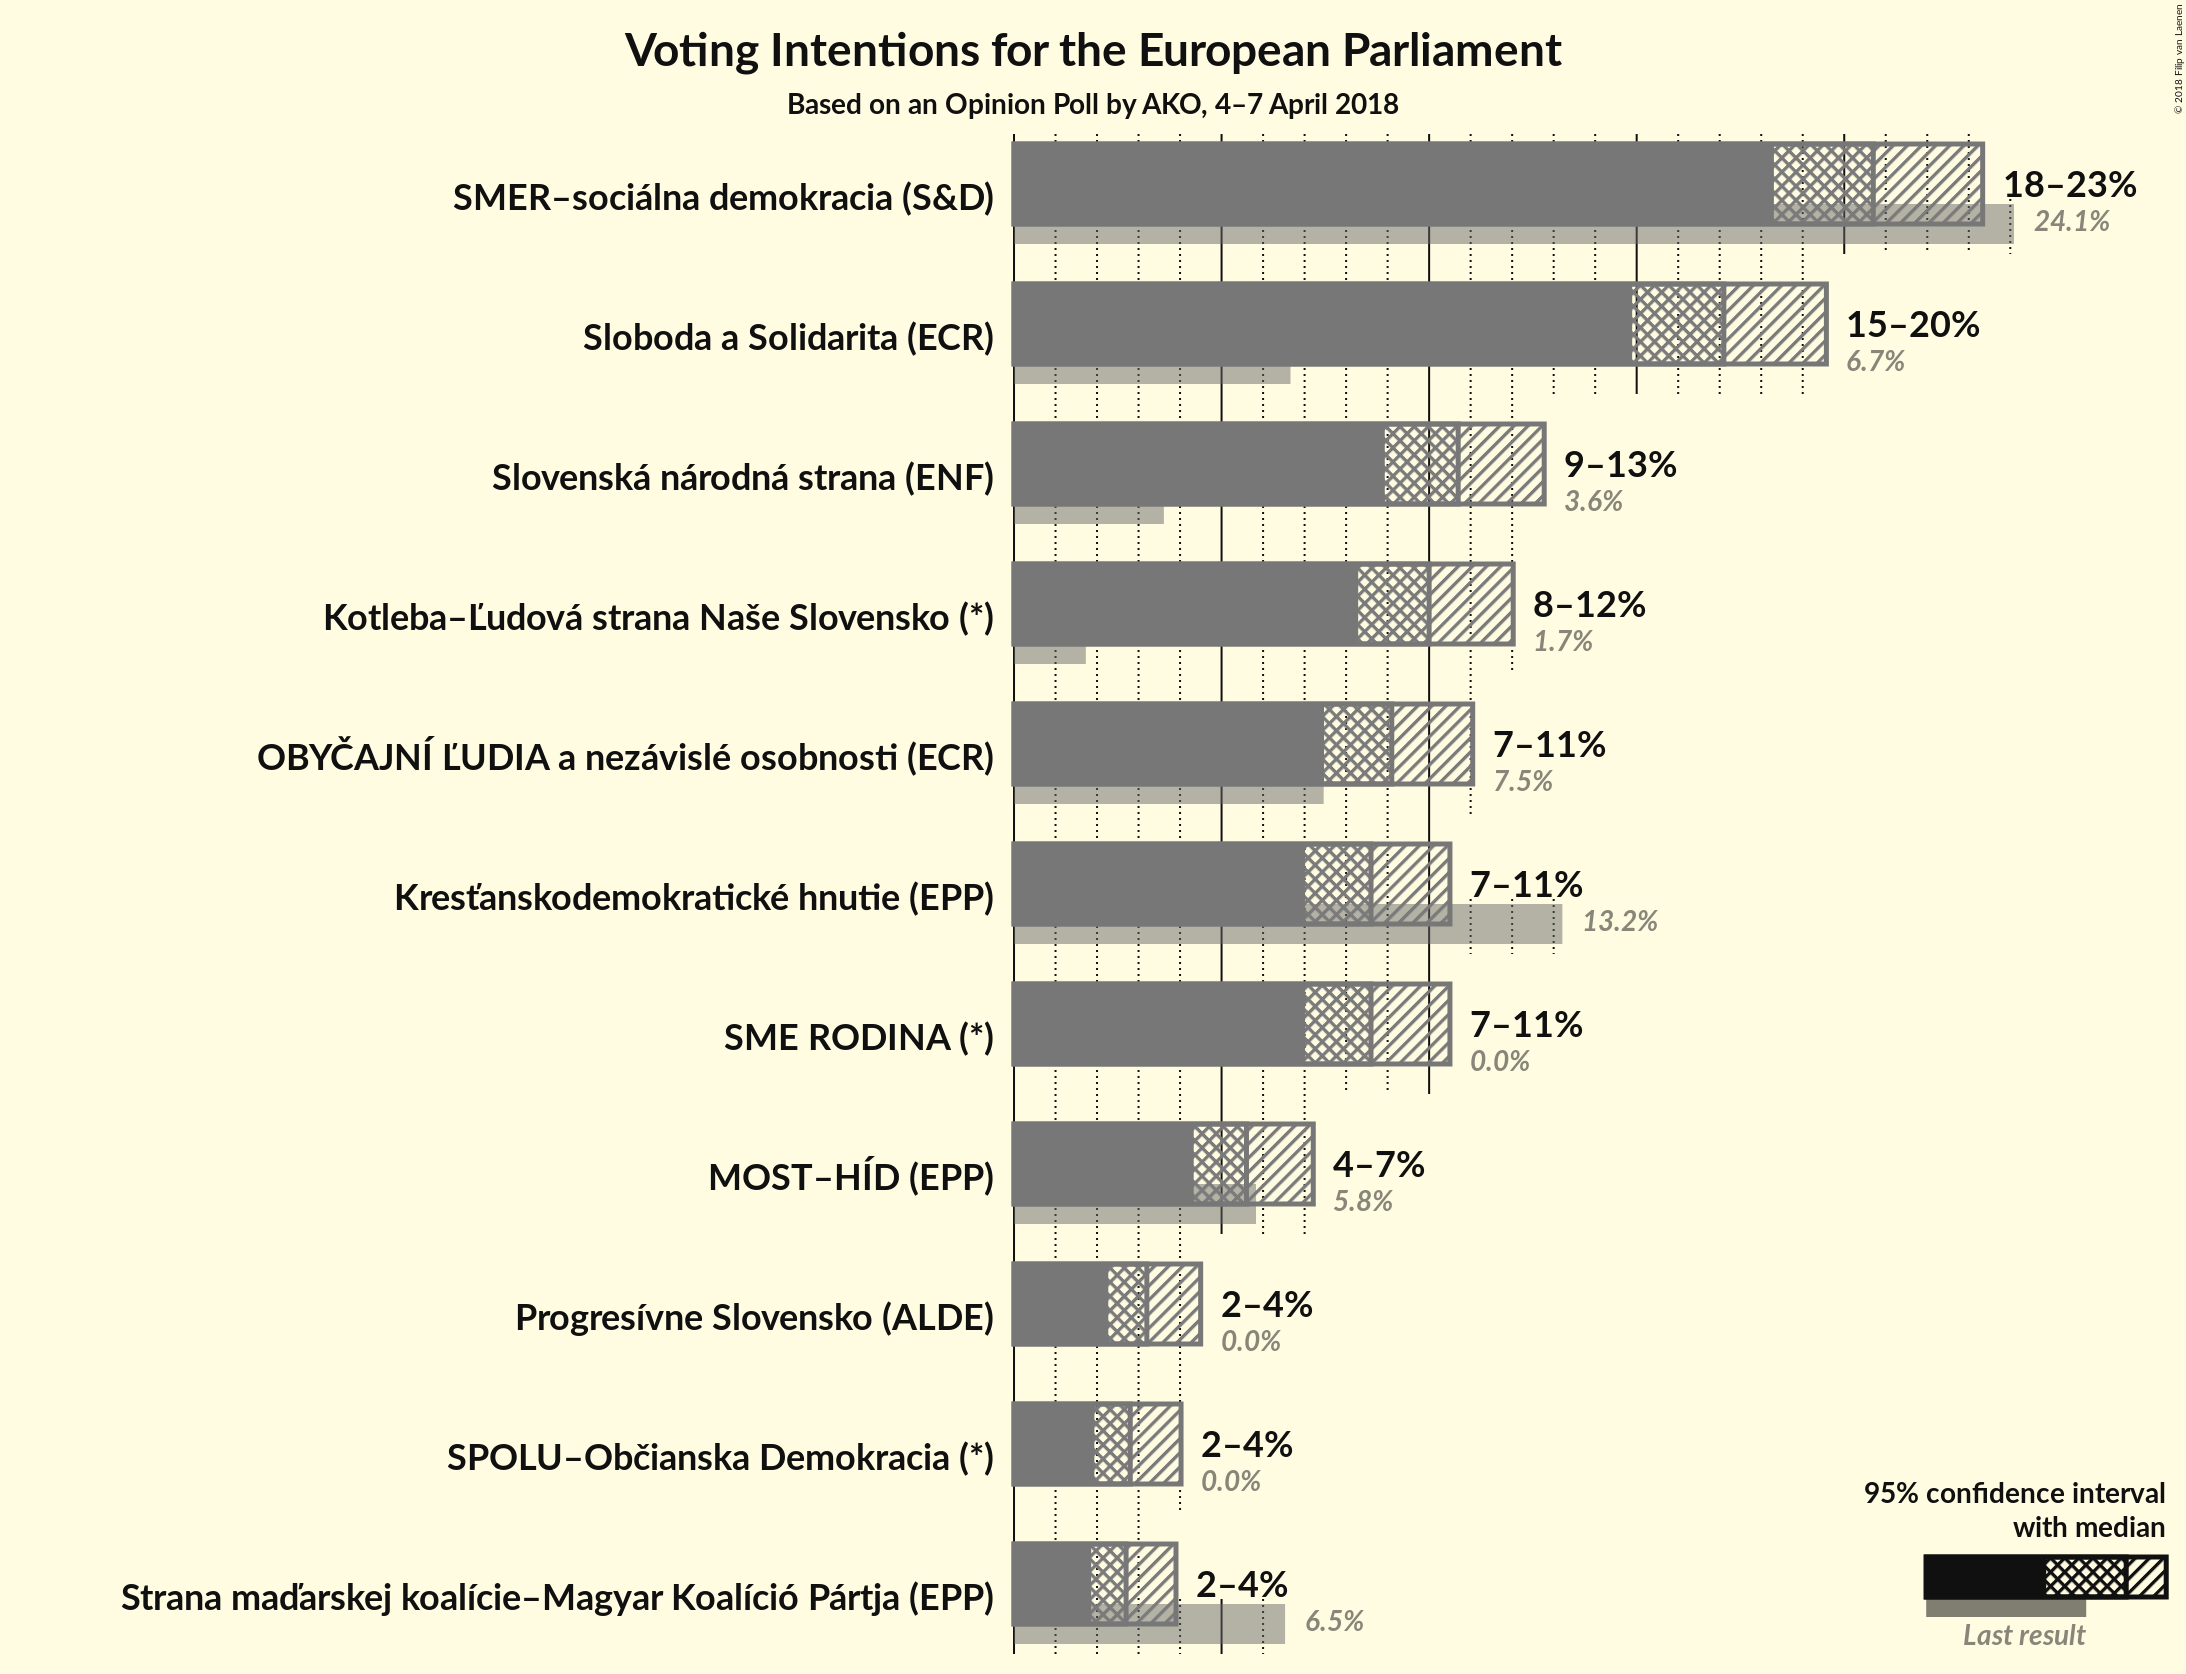 Voting Intentions for the European Parliament
Based on an Opinion Poll by AKO, 4–7 April 2018
© 2018 Filip van Laenen
SMER–sociálna demokracia (S&D)
18–23%
24.1%
Sloboda a Solidarita (ECR)
15–20%
6.7%
Slovenská národná strana (ENF)
9–13%
3.6%
Kotleba–Ľudová strana Naše Slovensko (*)
8–12%
1.7%
OBYČAJNÍ ĽUDIA a nezávislé osobnosti (ECR)
7–11%
7.5%
Kresťanskodemokratické hnutie (EPP)
7–11%
13.2%
SME RODINA (*)
7–11%
0.0%
MOST–HÍD (EPP)
4–7%
5.8%
Progresívne Slovensko (ALDE)
2–4%
0.0%
SPOLU–Občianska Demokracia (*)
2–4%
0.0%
Strana maďarskej koalície–Magyar Koalíció Pártja (EPP)
2–4%
6.5%
95% confidence interval
with median
Last result